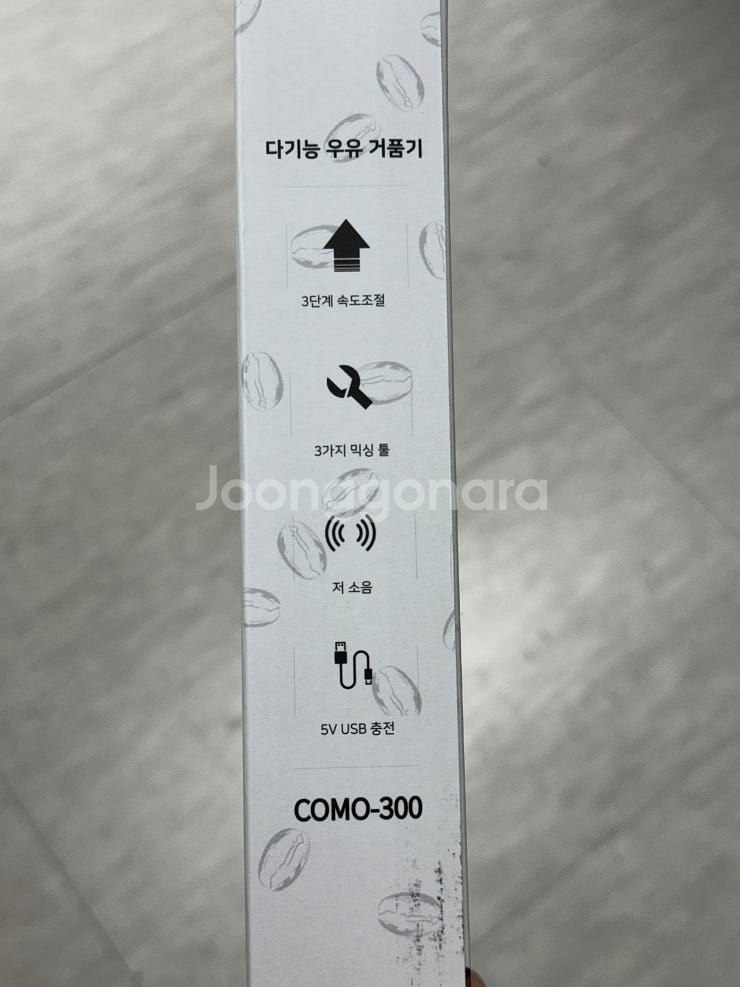 다기능 우유 거품기
3단계 속도조절
3가지 믹싱 툴
Joonggonara
저 소음
5V USB 충전
COMO-300